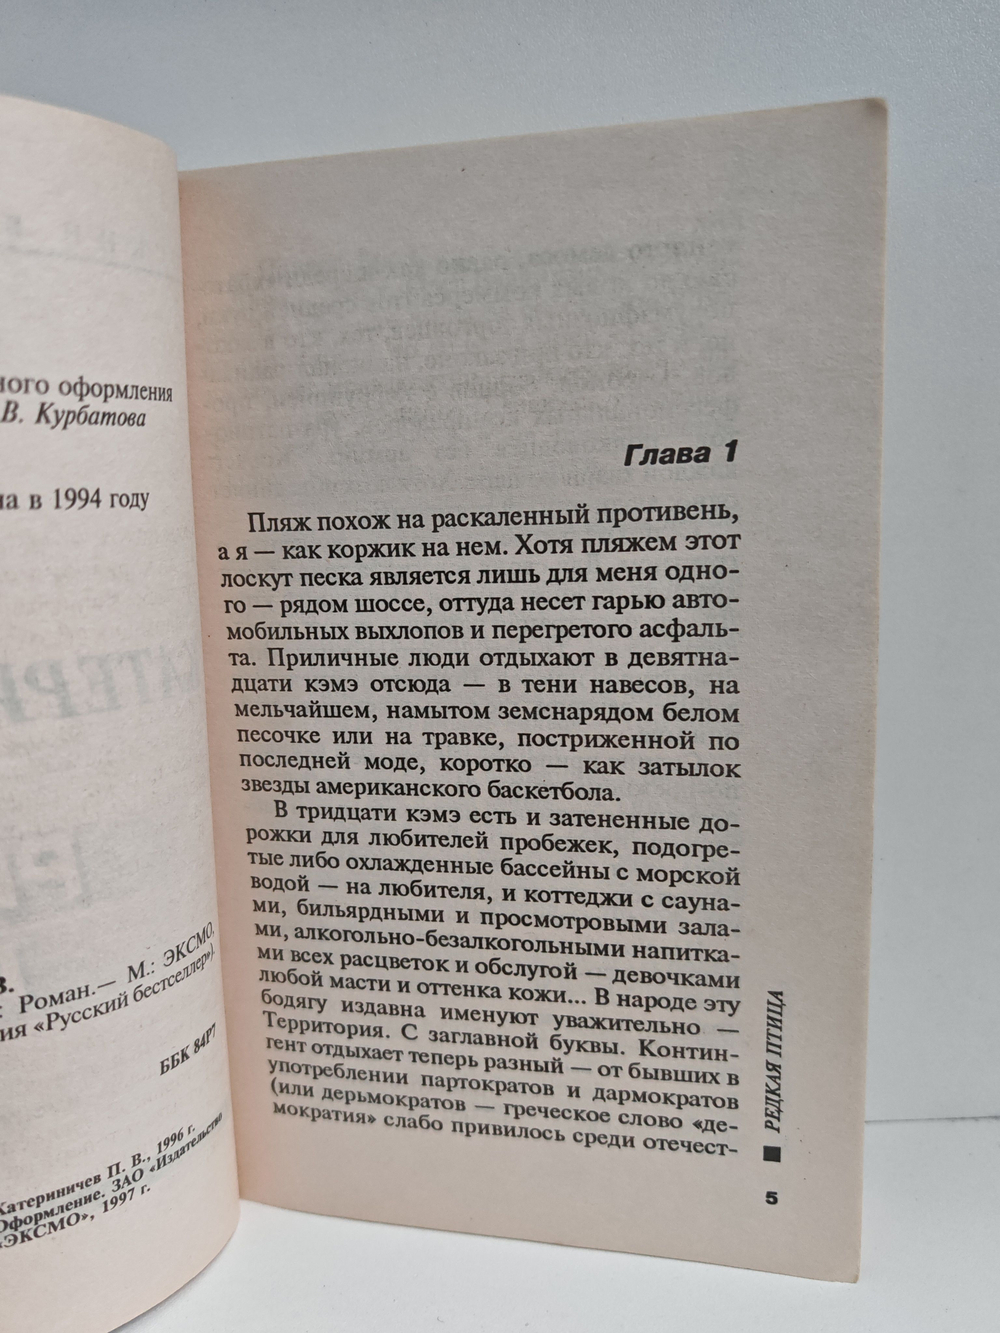 ного оформления
В. Курбатова
на в 1994 году
в.
: Роман.— М.: ЭКСМО,
ия «Русский бестселлер»).
ББК 84Р7
Катериничев П. В., 1996 г.
Оформление. ЗАО «Издательство
«ЭКСМО», 1997 г.
Глава 1
Пляж похож на раскаленный противень,
а я — как коржик на нем. Хотя пляжем этот
лоскут песка является лишь для меня одно-
го — рядом шоссе, оттуда несет гарью авто-
мобильных выхлопов и перегретого асфаль-
та. Приличные люди отдыхают в девятна-
дцати кэмэ отсюда — в тени навесов, на
мельчайшем, намытом земснарядом белом
песочке или на травке, постриженной по
последней моде, коротко — как затылок
звезды американского баскетбола.
В тридцати кэмэ есть и затененные до-
рожки для любителей пробежек, подогре-
тые либо охлажденные бассейны с морской
водой — на любителя, и коттеджи с сауна-
ми, бильярдными и просмотровыми зала-
ми, алкогольно-безалкогольными напитка-
ми всех расцветок и обслугой — девочками
любой масти и оттенка кожи... В народе эту
бодягу издавна именуют уважительно —
Территория. С заглавной буквы. Контин-
гент отдыхает теперь разный — от бывших в
употреблении партократов и дармократов
(или дерьмократов — греческое слово «де-
мократия» слабо привилось среди отечест-
РЕДКАЯ ПТИЦА
5